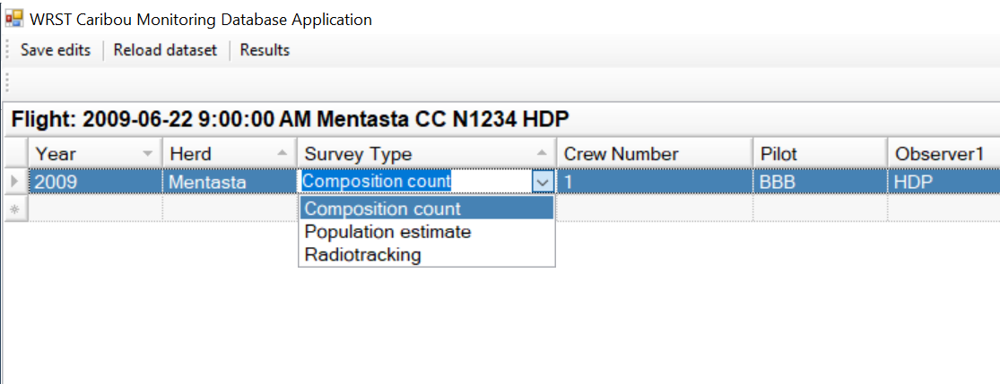 WRST Caribou Monitoring Database Application
Save edits Reload dataset Results
Flight: 2009-06-22 9:00:00 AM Mentasta CC N1234 HDP
Year Herd Survey Type Crew Number Pilot Observer1
2009 Mentasta Composition count 1 BBB HDP
Composition count
Population estimate
Radiotracking